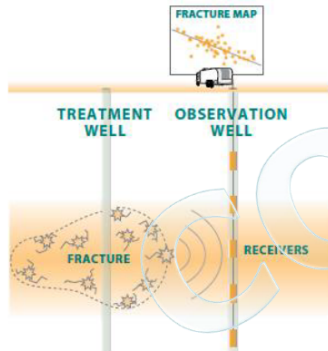 FRACTURE MAP
TREATMENT
WELL
OBSERVATION
WELL
FRACTURE
RECEIVERS